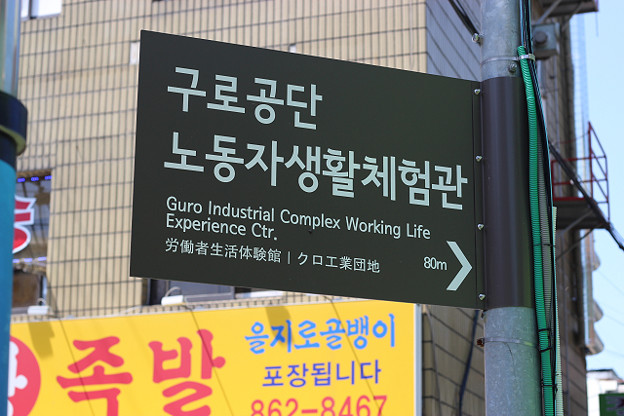 구로공단
노동자생활체험관
Guro Industrial Complex Working Life
Experience Ctr.
労働者生活体験館 | クロ工業団地
80m
족발
을지로골뱅이
포장됩니다
862-8467